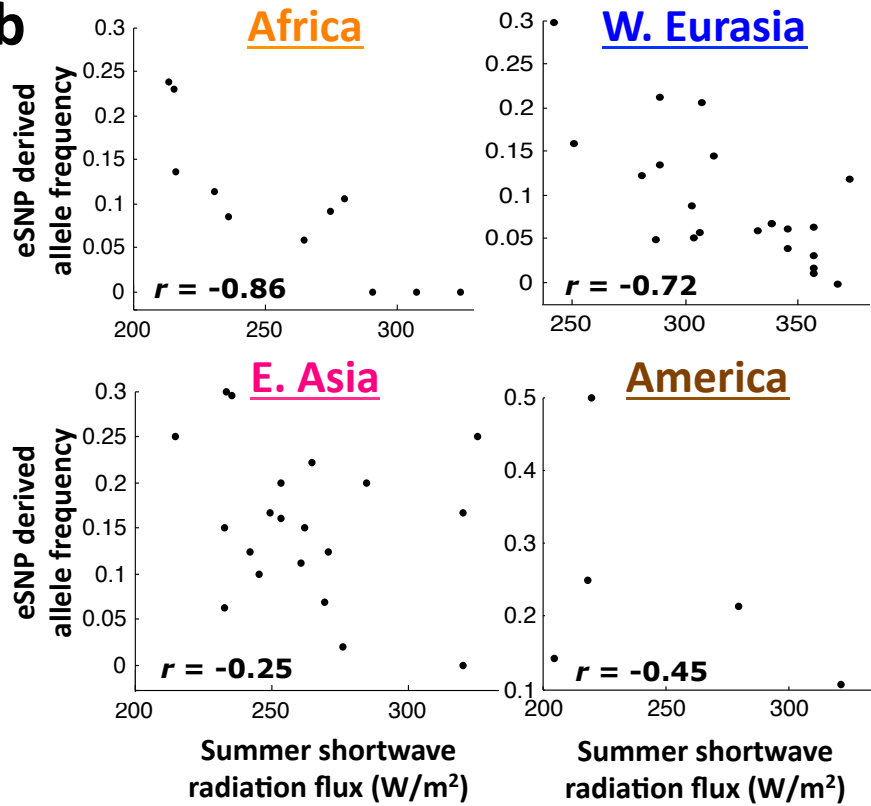 b
Africa
W. Eurasia
eSNP derived
allele frequency
0.3
0.25
0.2
0.15
0.1
0.05
0
r = -0.86
200
250
300
0.3
0.25
0.2
0.15
0.1
0.05
0
r = -0.72
250
300
350
E. Asia
America
eSNP derived
allele frequency
0.3
0.25
0.2
0.15
0.1
0.05
0
r = -0.25
200
250
300
0.5
0.4
0.3
0.2
0.1
r = -0.45
200
250
300
Summer shortwave
radiation flux (W/m²)
Summer shortwave
radiation flux (W/m²)